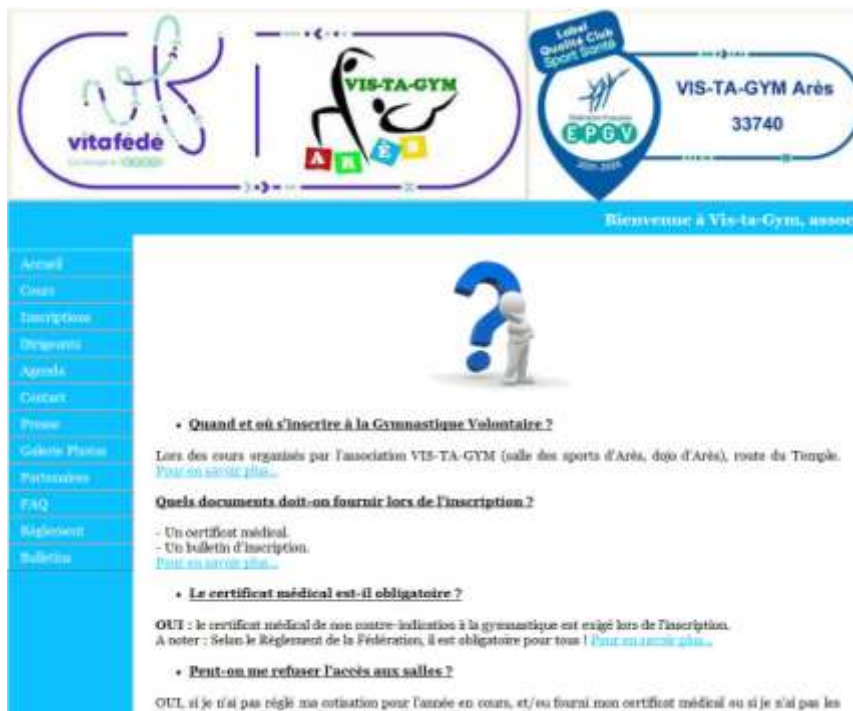 vitafédé
VIS-TA-GYM
ARÈS
Label
Qualité Club
Sport Santé
Fédération Française
EPGV
VIS-TA-GYM Arès
33740
Bienvenue à Vis-ta-Gym, assoc
Accueil
Cours
Inscriptions
Dirigeants
Agenda
Contact
Presse
Galerie Photos
Partenaires
FAQ
Règlement
Bulletins
• Quand et où s'inscrire à la Gymnastique Volontaire ?
Lors des cours organisés par l'association VIS-TA-GYM (salle des sports d'Arès, dojo d'Arès), route du Temple.
Pour en savoir plus...
Quels documents doit-on fournir lors de l'inscription ?
- Un certificat médical.
- Un bulletin d'inscription.
Pour en savoir plus...
• Le certificat médical est-il obligatoire ?
OUI : le certificat médical de non contre-indication à la gymnastique est exigé lors de l'inscription.
A noter : Selon le Règlement de la Fédération, il est obligatoire pour tous ! Pour en savoir plus...
• Peut-on me refuser l'accès aux salles ?
OUI, si je n'ai pas réglé ma cotisation pour l'année en cours, et/ou fourni mon certificat médical ou si je n'ai pas les